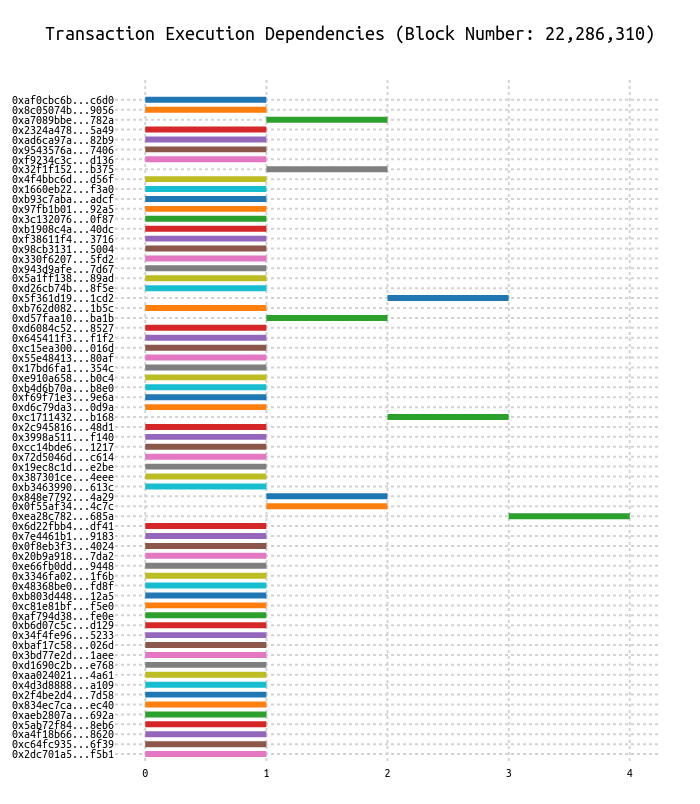 Transaction Execution Dependencies (Block Number: 22,286,310)
0xaf0cbc6b...c6d0
0x8c05074b...9056
0xa7089bbe...782a
0x2324a478...5a49
0xad6ca97a...82b9
0x9543576a...7406
0xf9234c3c...d136
0x32f1f152...b375
0x4f4bbc6d...d56f
0x1660eb22...f3a0
0xb93c7aba...adcf
0x97fb1b01...92a5
0x3c132076...0f87
0xb1908c4a...40dc
0xf38611f4...3716
0x98cb3131...5004
0x330f6207...5fd2
0x943d9afe...7d67
0x5a1ff138...89ad
0xd26cb74b...8f5e
0x5f361d19...1cd2
0xb762d082...1b5c
0xd57faa10...ba1b
0xd6084c52...8527
0x645411f3...f1f2
0xc15ea300...016d
0x55e48413...80af
0x17bd6fa1...354c
0xe910a658...b0c4
0xb4d6b70a...b8e0
0xf69f71e3...9e6a
0xd6c79da3...0d9a
0xc1711432...b168
0x2c945816...48d1
0x3998a511...f140
0xcc14bde6...1217
0x72d5046d...c614
0x19ec8c1d...e2be
0x387301ce...4eee
0xb3463990...613c
0x848e7792...4a29
0x0f55af34...4c7c
0xea28c782...685a
0x6d22fbb4...df41
0x7e4461b1...9183
0x0f8eb3f3...4024
0x20b9a918...7da2
0xe66fb0dd...9448
0x3346fa02...1f6b
0x48368be0...fd8f
0xb803d448...12a5
0xc81e81bf...f5e0
0xaf794d38...fe0e
0xb6d07c5c...d129
0x34f4fe96...5233
0xbaf17c58...026d
0x3bd77e2d...1aee
0xd1690c2b...e768
0xaa024021...4a61
0x4d3d8888...a109
0x2f4be2d4...7d58
0x834ec7ca...ec40
0xaeb2807a...692a
0x5ab72f84...8eb6
0xa4f18b66...8620
0xc64fc935...6f39
0x2dc701a5...f5b1
0 1 2 3 4